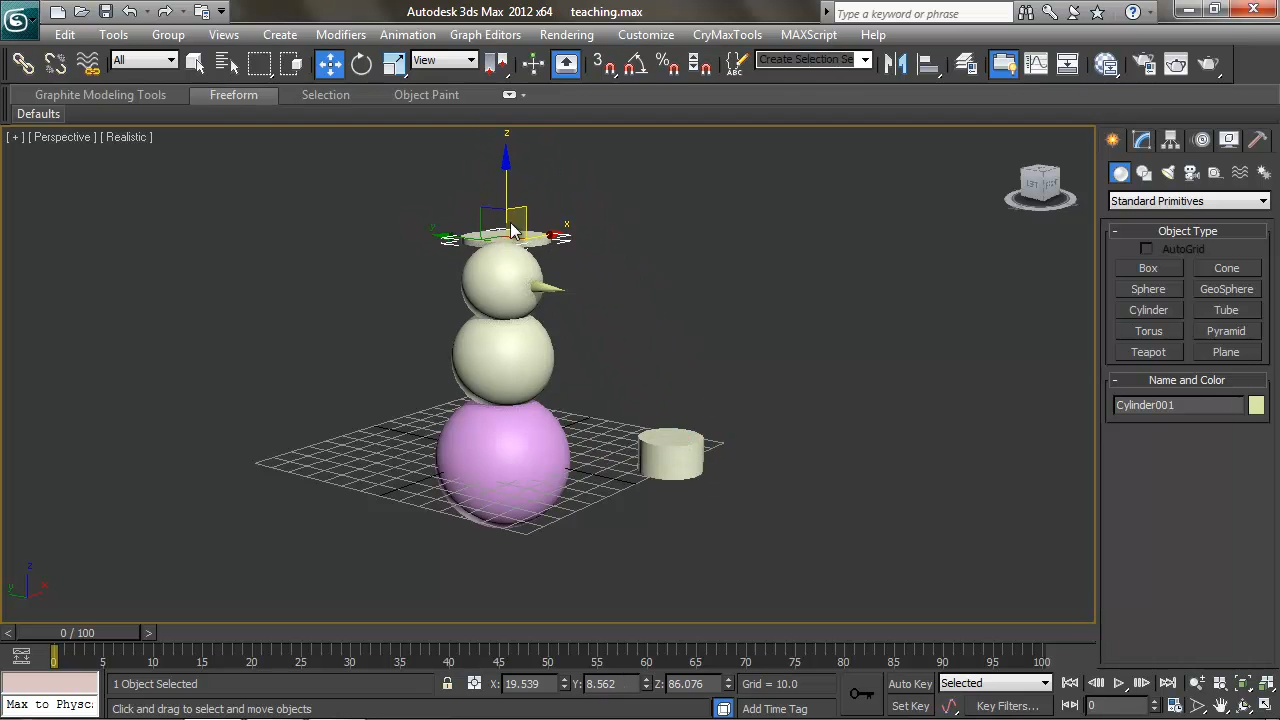 Autodesk 3ds Max 2012 x64 teaching.max
Type a keyword or phrase
Edit Tools Group Views Create Modifiers Animation Graph Editors Rendering Customize CryMaxTools MAXScript Help
All View Create Selection Se
Graphite Modeling Tools Freeform Selection Object Paint
Defaults
[ + ] [ Perspective ] [ Realistic ]
z
y x
Standard Primitives
- Object Type
AutoGrid
Box Cone
Sphere GeoSphere
Cylinder Tube
Torus Pyramid
Teapot Plane
- Name and Color
Cylinder001
z
y x
< 0 / 100 >
0 5 10 15 20 25 30 35 40 45 50 55 60 65 70 75 80 85 90 95 100
1 Object Selected X: 19.539 Y: 8.562 Z: 86.076 Grid = 10.0 Auto Key Selected
Max to Physc
Click and drag to select and move objects Add Time Tag Set Key Key Filters... 0